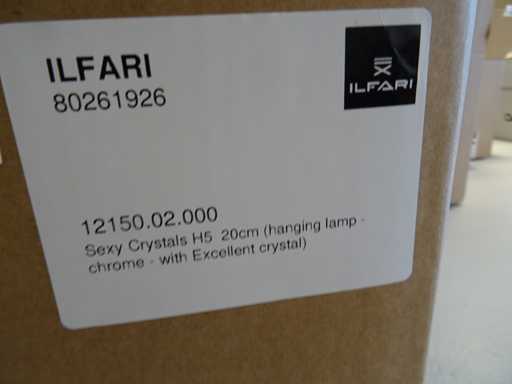 ILFARI
80261926
ILFARI
12150.02.000
Sexy Crystals H5 20cm (hanging lamp -
chrome - with Excellent crystal)